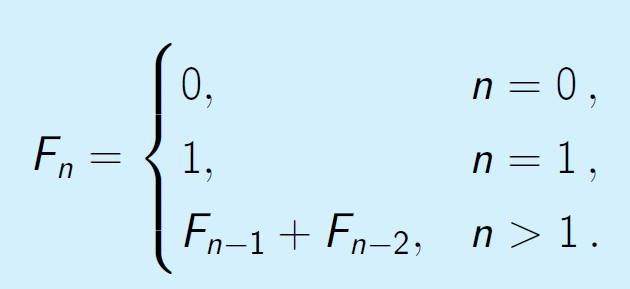 0, n = 0 ,
F_n = { 1, n = 1 ,
F_{n−1} + F_{n−2}, n > 1 .